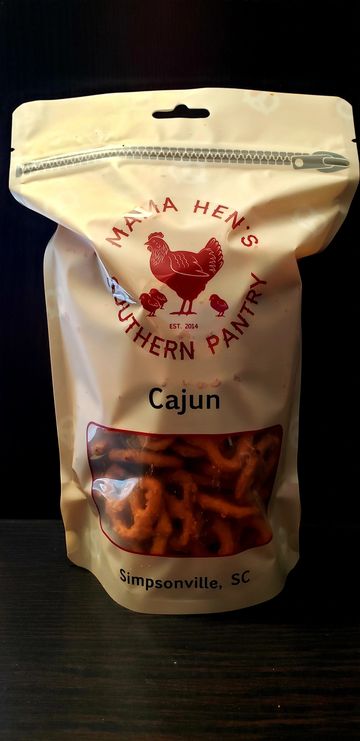 MAMA HEN'S
EST. 2014
SOUTHERN PANTRY
Cajun
Simpsonville, SC